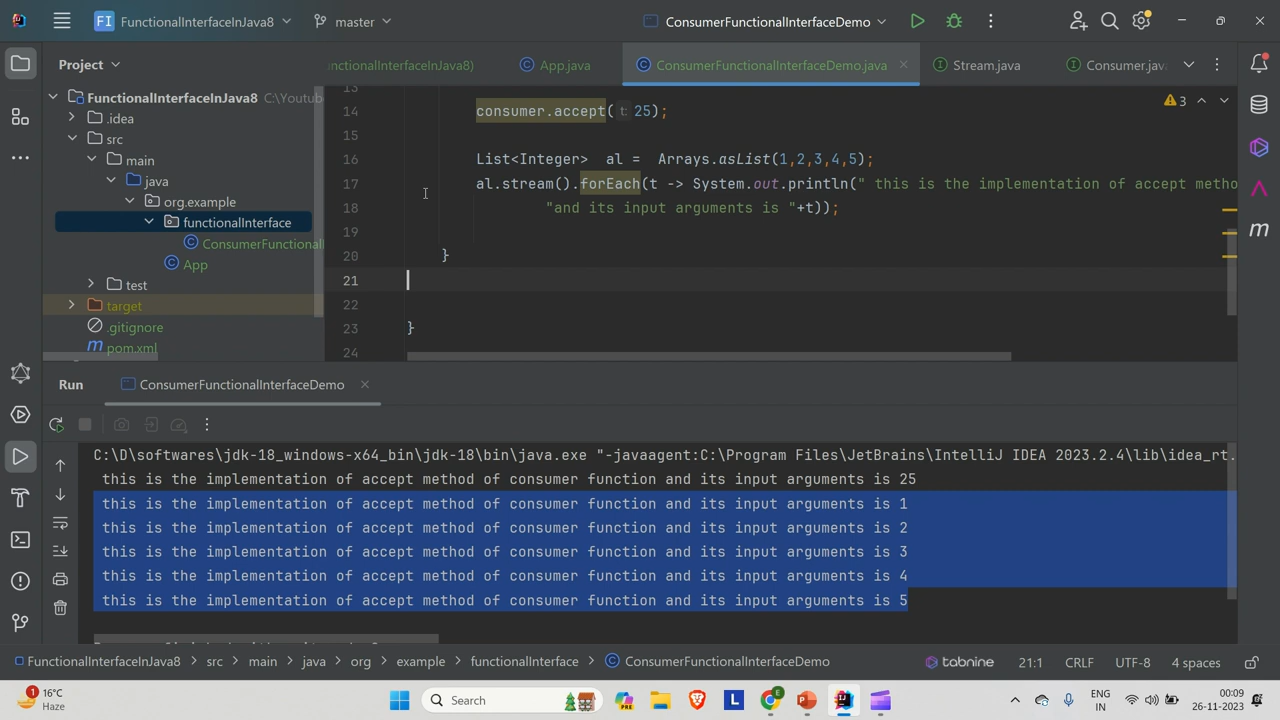 FI FunctionalInterfaceInJava8 master ConsumerFunctionalInterfaceDemo
Project nctionalInterfaceInJava8) App.java ConsumerFunctionalInterfaceDemo.java Stream.java Consumer.java
FunctionalInterfaceInJava8 C:\Youtub
.idea
src
main
java
org.example
functionalInterface
ConsumerFunctional
App
test
target
.gitignore
pom.xml
13
14 consumer.accept( t: 25);
3
15
16 List<Integer> al = Arrays.asList(1,2,3,4,5);
17 al.stream().forEach(t -> System.out.println(" this is the implementation of accept metho
18 "and its input arguments is "+t));
19
20 }
21
22
23 }
24
Run ConsumerFunctionalInterfaceDemo
C:\D\softwares\jdk-18_windows-x64_bin\jdk-18\bin\java.exe "-javaagent:C:\Program Files\JetBrains\IntelliJ IDEA 2023.2.4\lib\idea_rt.
this is the implementation of accept method of consumer function and its input arguments is 25
this is the implementation of accept method of consumer function and its input arguments is 1
this is the implementation of accept method of consumer function and its input arguments is 2
this is the implementation of accept method of consumer function and its input arguments is 3
this is the implementation of accept method of consumer function and its input arguments is 4
this is the implementation of accept method of consumer function and its input arguments is 5
FunctionalInterfaceInJava8 > src > main > java > org > example > functionalInterface > ConsumerFunctionalInterfaceDemo tabnine 21:1 CRLF UTF-8 4 spaces
1 16°C
Haze
Search
PRE
L
E
ENG
IN
00:09
26-11-2023